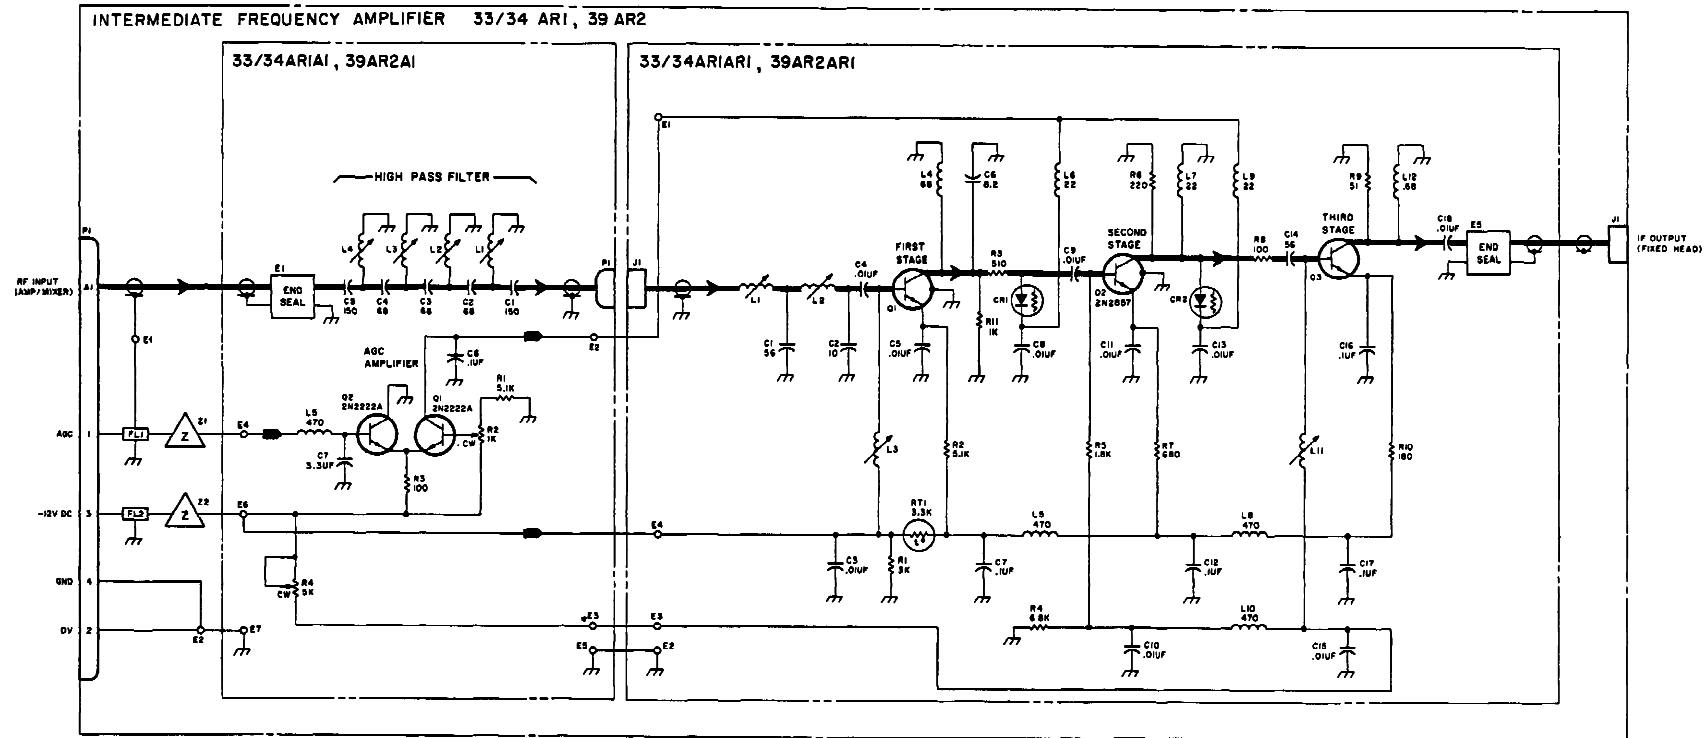 INTERMEDIATE FREQUENCY AMPLIFIER 33/34 AR1, 39 AR2
33/34AR1A1, 39AR2A1
33/34AR1AR1, 39AR2AR1
HIGH PASS FILTER
P1
RF INPUT
(AMP/MIXER)
A1
E1
E1
END
SEAL
L4
L3
L2
L1
C5
150
C4
68
C3
68
C2
68
C1
150
P1
J1
AGC
AMPLIFIER
C6
.1UF
R1
5.1K
E2
Q2
2N2222A
Q1
2N2222A
CW
R2
1K
AGC
1
FL1
Z
Z1
E4
L5
470
C7
3.3UF
R3
100
-12V DC
3
FL2
Z
Z2
E6
R4
5K
CW
GND
4
0V
2
E2
E7
E3
E3
E5
E2
E4
E1
L1
L2
C1
56
C2
10
C4
.01UF
FIRST
STAGE
Q1
L4
68
C6
8.2
R3
510
R11
1K
CR1
C8
.01UF
C5
.01UF
L3
R2
5.1K
L6
22
C9
.01UF
SECOND
STAGE
Q2
2N2857
R6
220
L7
22
L9
22
CR2
C11
.01UF
C13
.01UF
R5
1.8K
R7
680
R8
100
C14
56
THIRD
STAGE
Q3
R9
51
L12
.68
C18
.01UF
E5
END
SEAL
J1
IF OUTPUT
(FIXED HEAD)
C16
.1UF
L11
R10
180
RT1
3.3K
t°
C3
.01UF
R1
3K
C7
.1UF
L5
470
C12
.1UF
L8
470
C17
.1UF
R4
6.8K
C10
.01UF
L10
470
C15
.01UF